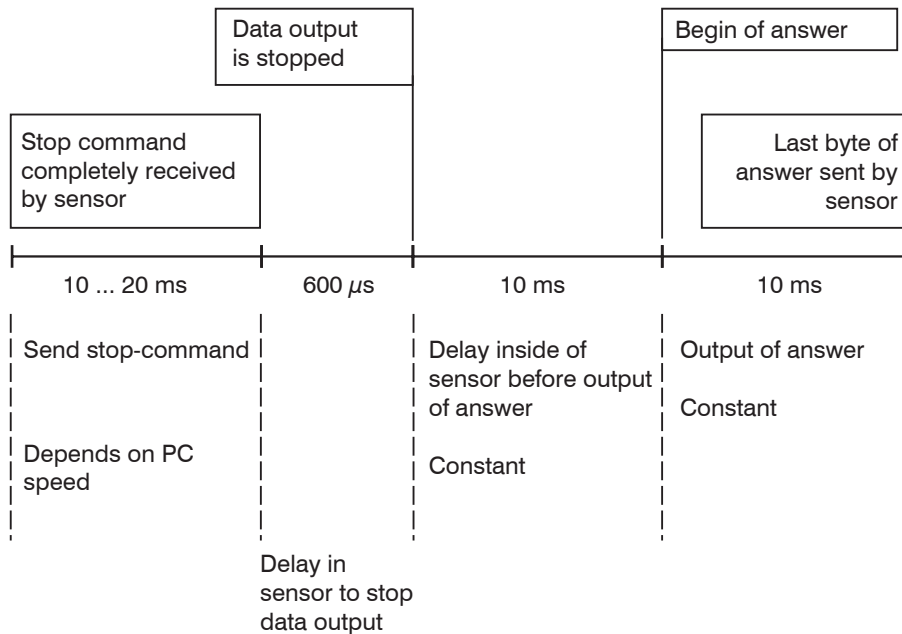 Data output
is stopped
Begin of answer
Stop command
completely received
by sensor
Last byte of
answer sent by
sensor
10 ... 20 ms
600 µs
10 ms
10 ms
Send stop-command
Depends on PC
speed
Delay in
sensor to stop
data output
Delay inside of
sensor before output
of answer
Constant
Output of answer
Constant